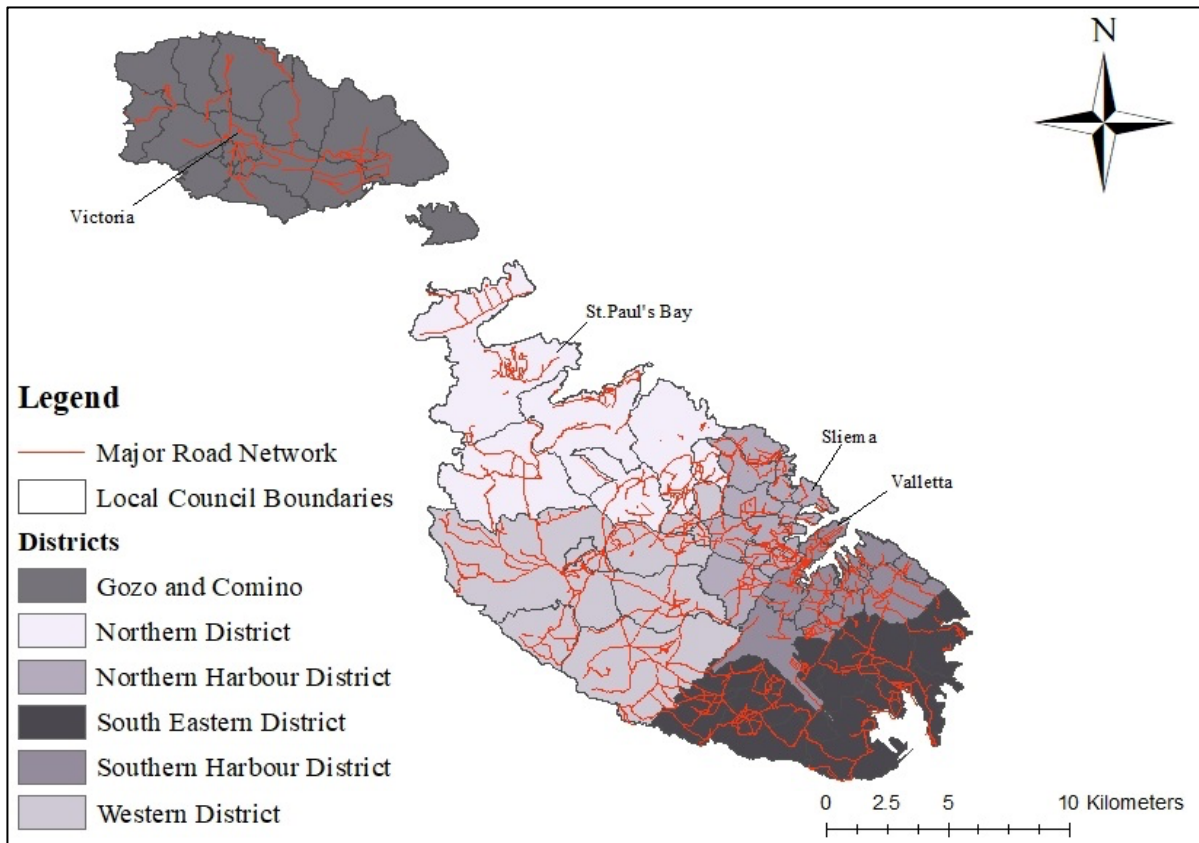 N
Victoria
St.Paul's Bay
Sliema
Valletta
Legend
Major Road Network
Local Council Boundaries
Districts
Gozo and Comino
Northern District
Northern Harbour District
South Eastern District
Southern Harbour District
Western District
0 2.5 5 10 Kilometers